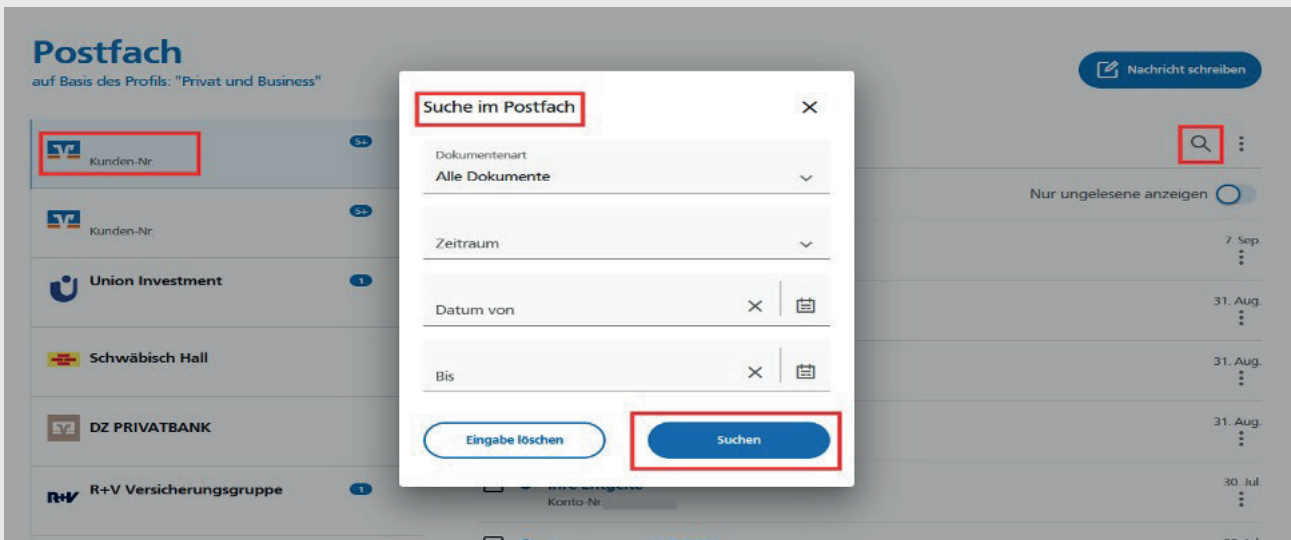 Postfach
auf Basis des Profils: "Privat und Business"
Nachricht schreiben
Kunden-Nr.
5+
Kunden-Nr.
5+
Union Investment
1
Schwäbisch Hall
DZ PRIVATBANK
R+V
R+V Versicherungsgruppe
1
Suche im Postfach
Dokumentenart
Alle Dokumente
Zeitraum
Datum von
Bis
Eingabe löschen
Suchen
Nur ungelesene anzeigen
7. Sep.
31. Aug.
31. Aug.
31. Aug.
Konto-Nr.
30. Jul.